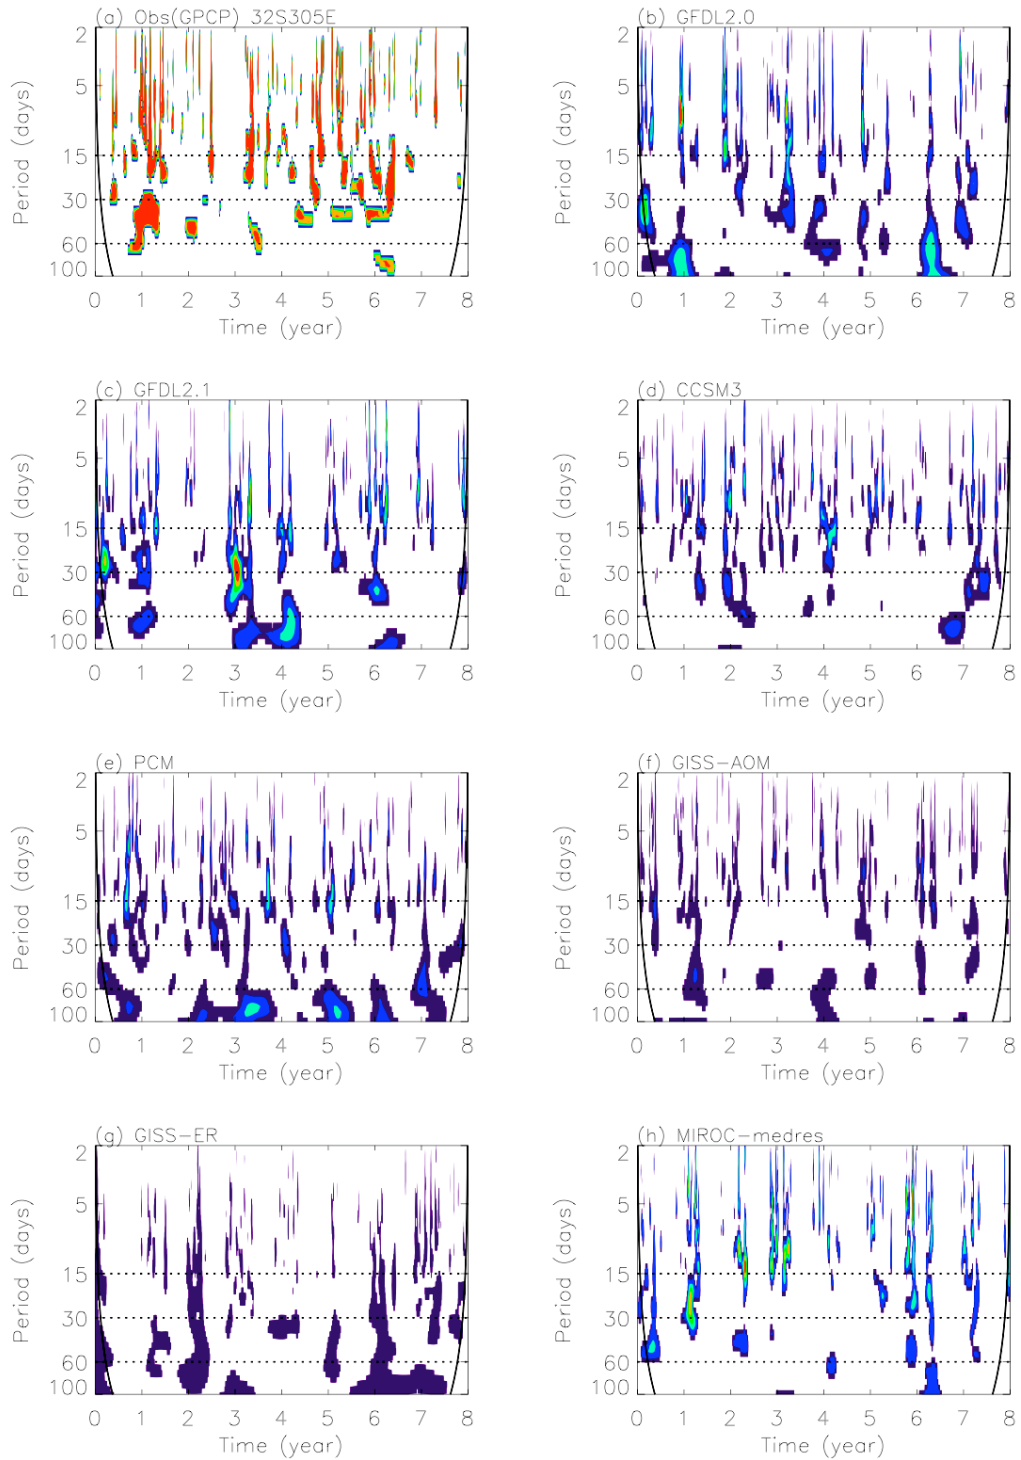 (a) Obs(GPCP) 32S305E
2
5
15
30
60
100
Period (days)
0 1 2 3 4 5 6 7 8
Time (year)
(b) GFDL2.0
2
5
15
30
60
100
Period (days)
0 1 2 3 4 5 6 7 8
Time (year)
(c) GFDL2.1
2
5
15
30
60
100
Period (days)
0 1 2 3 4 5 6 7 8
Time (year)
(d) CCSM3
2
5
15
30
60
100
Period (days)
0 1 2 3 4 5 6 7 8
Time (year)
(e) PCM
2
5
15
30
60
100
Period (days)
0 1 2 3 4 5 6 7 8
Time (year)
(f) GISS-AOM
2
5
15
30
60
100
Period (days)
0 1 2 3 4 5 6 7 8
Time (year)
(g) GISS-ER
2
5
15
30
60
100
Period (days)
0 1 2 3 4 5 6 7 8
Time (year)
(h) MIROC-medres
2
5
15
30
60
100
Period (days)
0 1 2 3 4 5 6 7 8
Time (year)